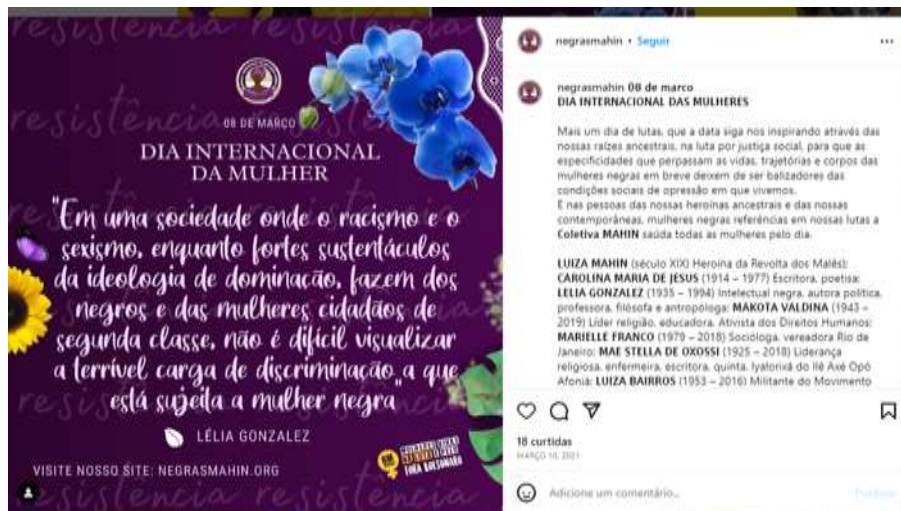 resistência resistência
resistência
08 DE MARÇO
DIA INTERNACIONAL
DA MULHER
"Em uma sociedade onde o racismo e o
sexismo, enquanto fortes sustentáculos
da ideologia de dominação, fazem dos
negros e das mulheres cidadãos de
segunda classe, não é difícil visualizar
a terrível carga de discriminação a que
está sujeita a mulher negra"
LÉLIA GONZALEZ
VISITE NOSSO SITE: NEGRASMAHIN.ORG
resistência resistência
negrasmahin • Seguir
negrasmahin 08 de março
DIA INTERNACIONAL DAS MULHERES
Mais um dia de lutas, que a data siga nos inspirando através das
nossas raízes ancestrais, na luta por justiça social, para que as
especificidades que perpassam as vidas, trajetórias e corpos das
mulheres negras em breve deixem de ser balizadores das
condições sociais de opressão em que vivemos.
E nas pessoas das nossas heroínas ancestrais e das nossas
contemporâneas, mulheres negras referências em nossas lutas a
Coletiva MAHIN saúda todas as mulheres pelo dia.
LUIZA MAHIN (século XIX) Heroína da Revolta dos Malês);
CAROLINA MARIA DE JESUS (1914 – 1977) Escritora, poetisa;
LELIA GONZALEZ (1935 – 1994) Intelectual negra, autora política,
professora, filósofa e antropóloga; MAKOTA VALDINA (1943 –
2019) Líder religião, educadora, Ativista dos Direitos Humanos;
MARIELLE FRANCO (1979 – 2018) Socióloga, vereadora Rio de
Janeiro; MAE STELLA DE OXOSSI (1925 – 2018) Liderança
religiosa, enfermeira, escritora, quinta, Iyalorixá do Ilê Axé Opó
Afonjá; LUIZA BAIRROS (1953 – 2016) Militante do Movimento
18 curtidas
MARÇO 10, 2021
Adicione um comentário...